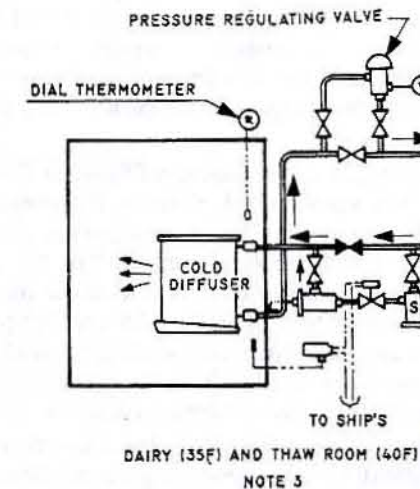 PRESSURE REGULATING VALVE
DIAL THERMOMETER
COLD
DIFFUSER
S
TO SHIP'S
DAIRY (35F) AND THAW ROOM (40F)
NOTE 3